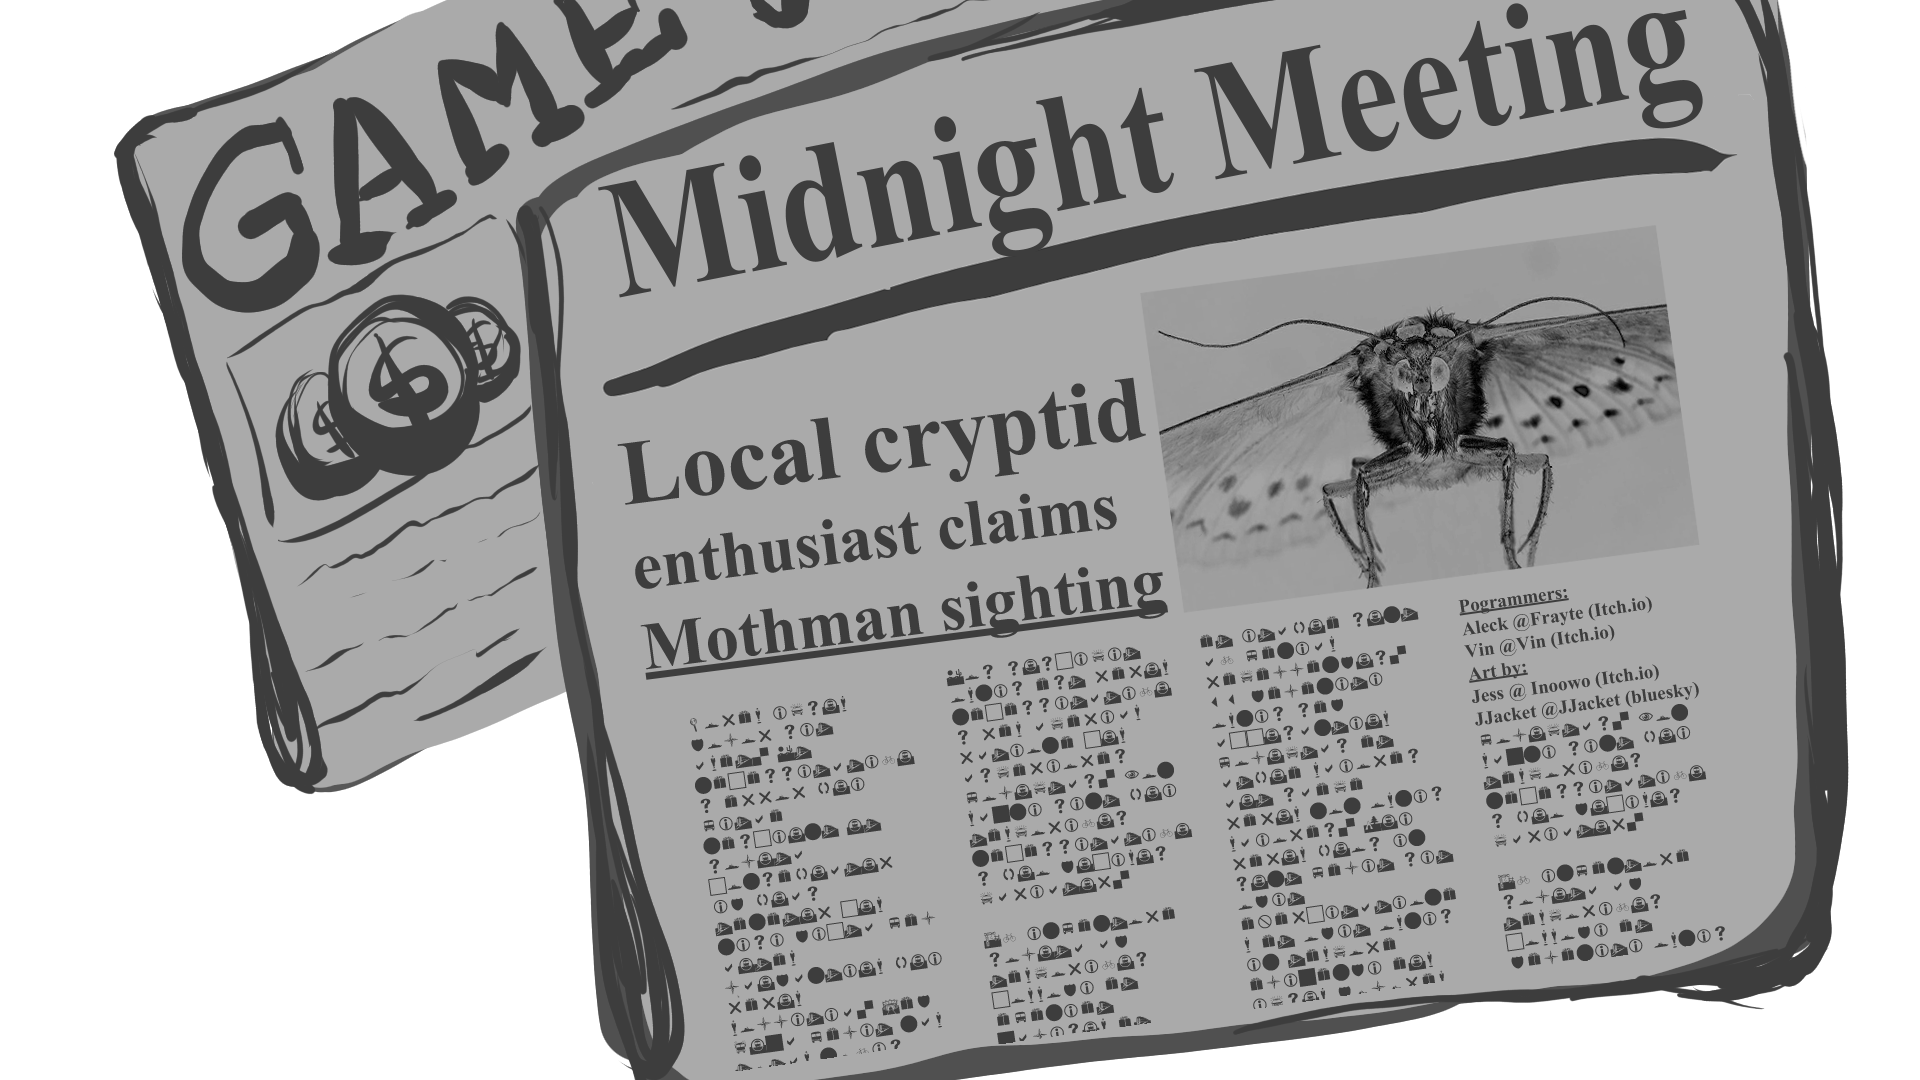 GAME
$ $ $
Midnight Meeting
Local cryptid
enthusiast claims
Mothman sighting
Pogrammers:
Aleck @Frayte (Itch.io)
Vin @Vin (Itch.io)
Art by:
Jess @ Inoowo (Itch.io)
JJacket @JJacket (bluesky)